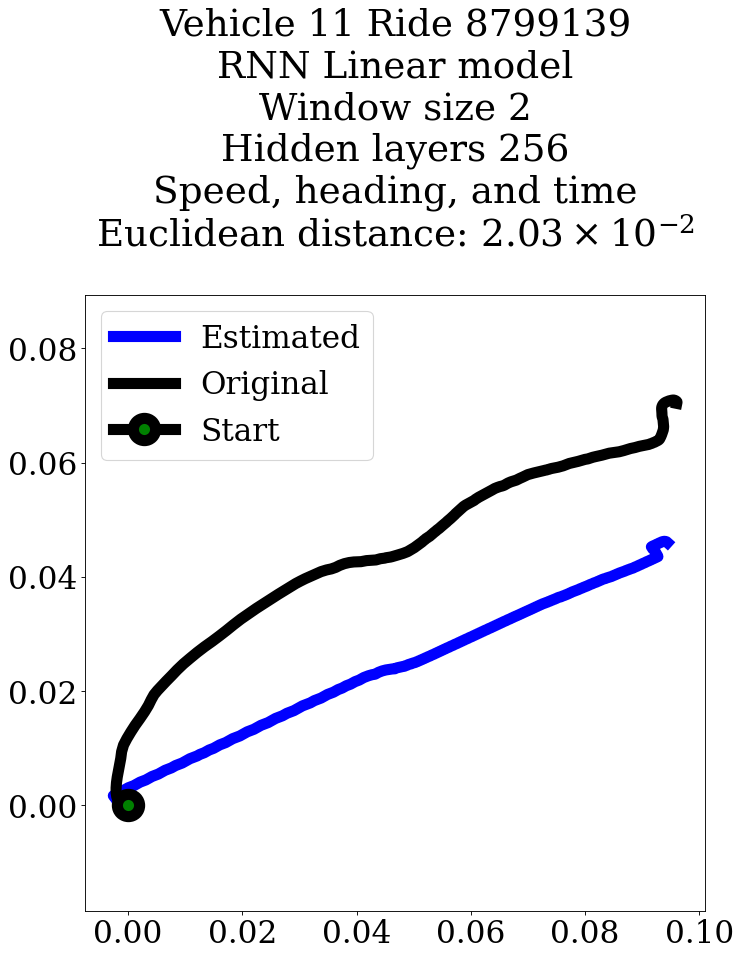 Vehicle 11 Ride 8799139
RNN Linear model
Window size 2
Hidden layers 256
Speed, heading, and time
Euclidean distance: 2.03 × 10⁻²
Estimated
Original
Start
0.08
0.06
0.04
0.02
0.00
0.00 0.02 0.04 0.06 0.08 0.10